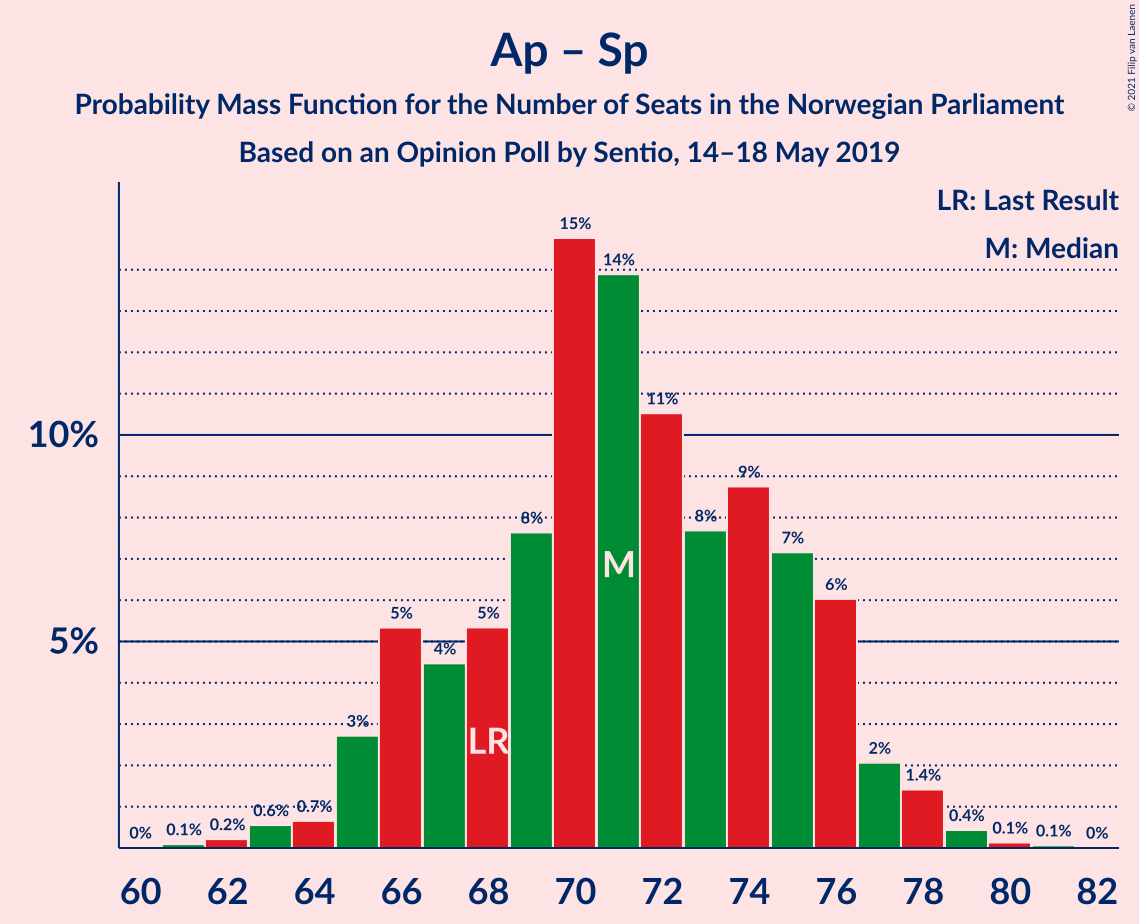 Ap – Sp
Probability Mass Function for the Number of Seats in the Norwegian Parliament
Based on an Opinion Poll by Sentio, 14–18 May 2019
© 2021 Filip van Laenen
LR: Last Result
M: Median
10%
5%
0%
0.1%
0.2%
0.6%
0.7%
3%
5%
4%
5%
8%
15%
14%
11%
8%
9%
7%
6%
2%
1.4%
0.4%
0.1%
0.1%
0%
LR
M
60 62 64 66 68 70 72 74 76 78 80 82